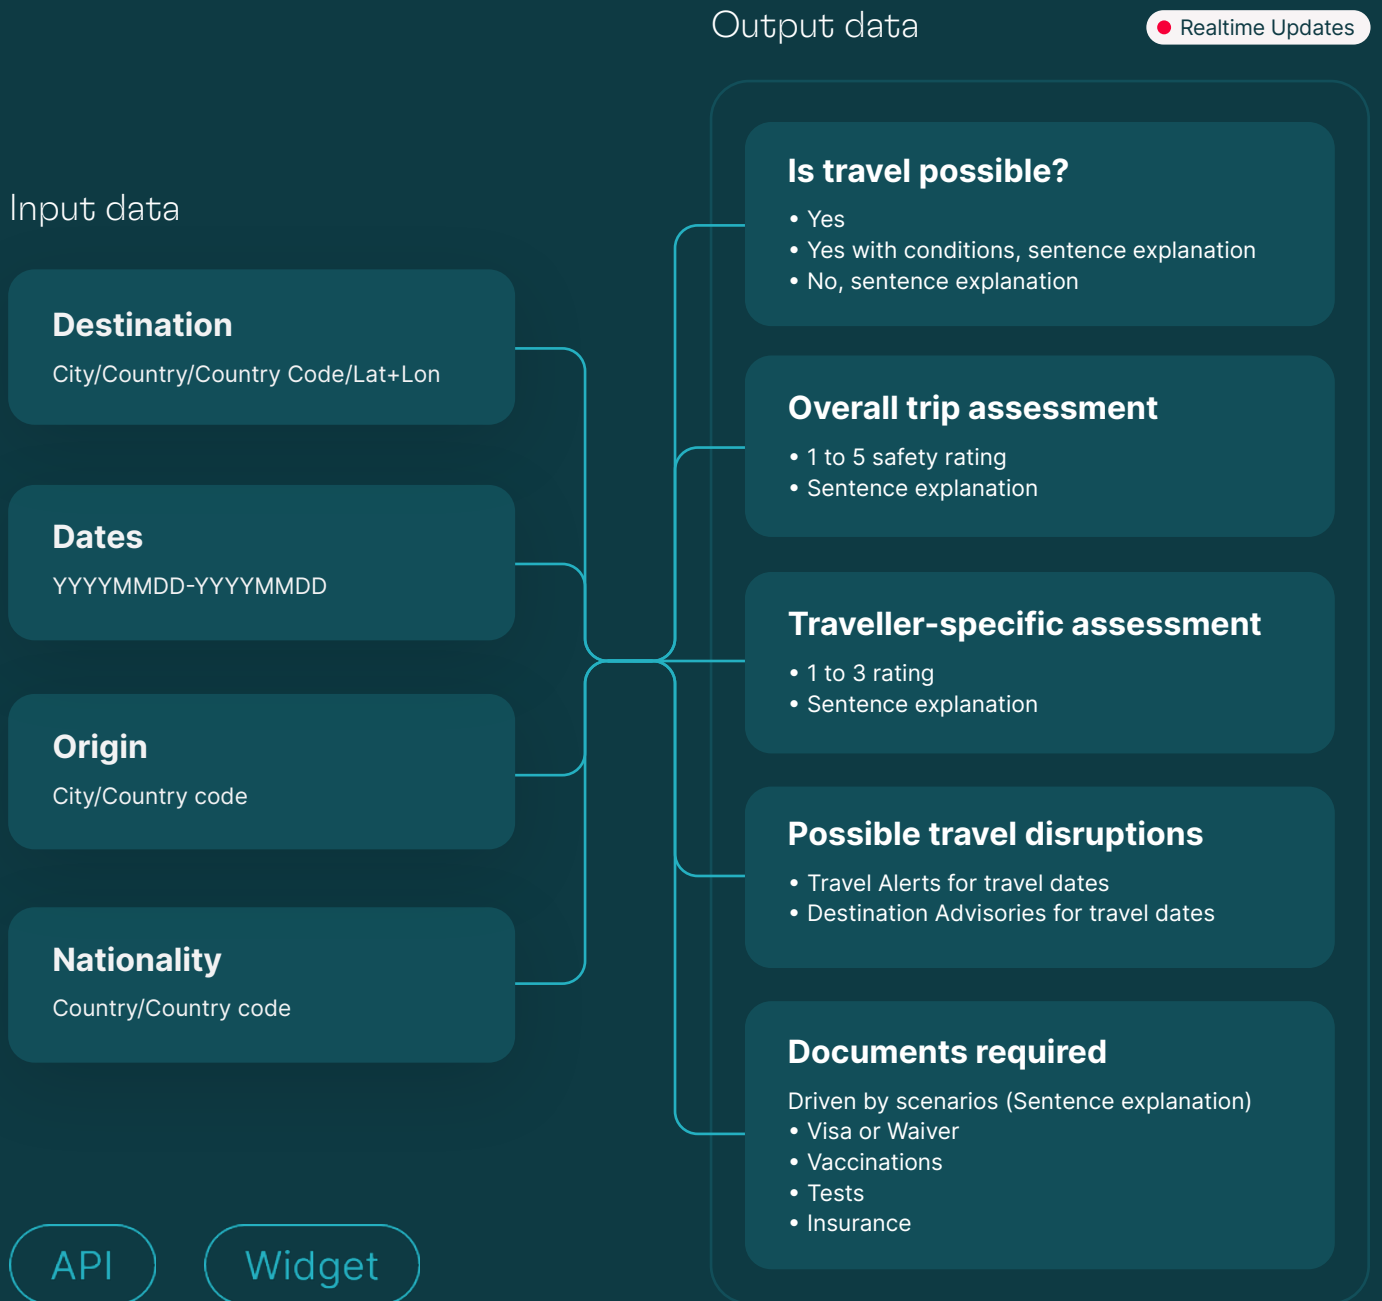 Output data
Realtime Updates
Input data
Destination
City/Country/Country Code/Lat+Lon
Dates
YYYYMMDD-YYYYMMDD
Origin
City/Country code
Nationality
Country/Country code
API
Widget
Is travel possible?
• Yes
• Yes with conditions, sentence explanation
• No, sentence explanation
Overall trip assessment
• 1 to 5 safety rating
• Sentence explanation
Traveller-specific assessment
• 1 to 3 rating
• Sentence explanation
Possible travel disruptions
• Travel Alerts for travel dates
• Destination Advisories for travel dates
Documents required
Driven by scenarios (Sentence explanation)
• Visa or Waiver
• Vaccinations
• Tests
• Insurance